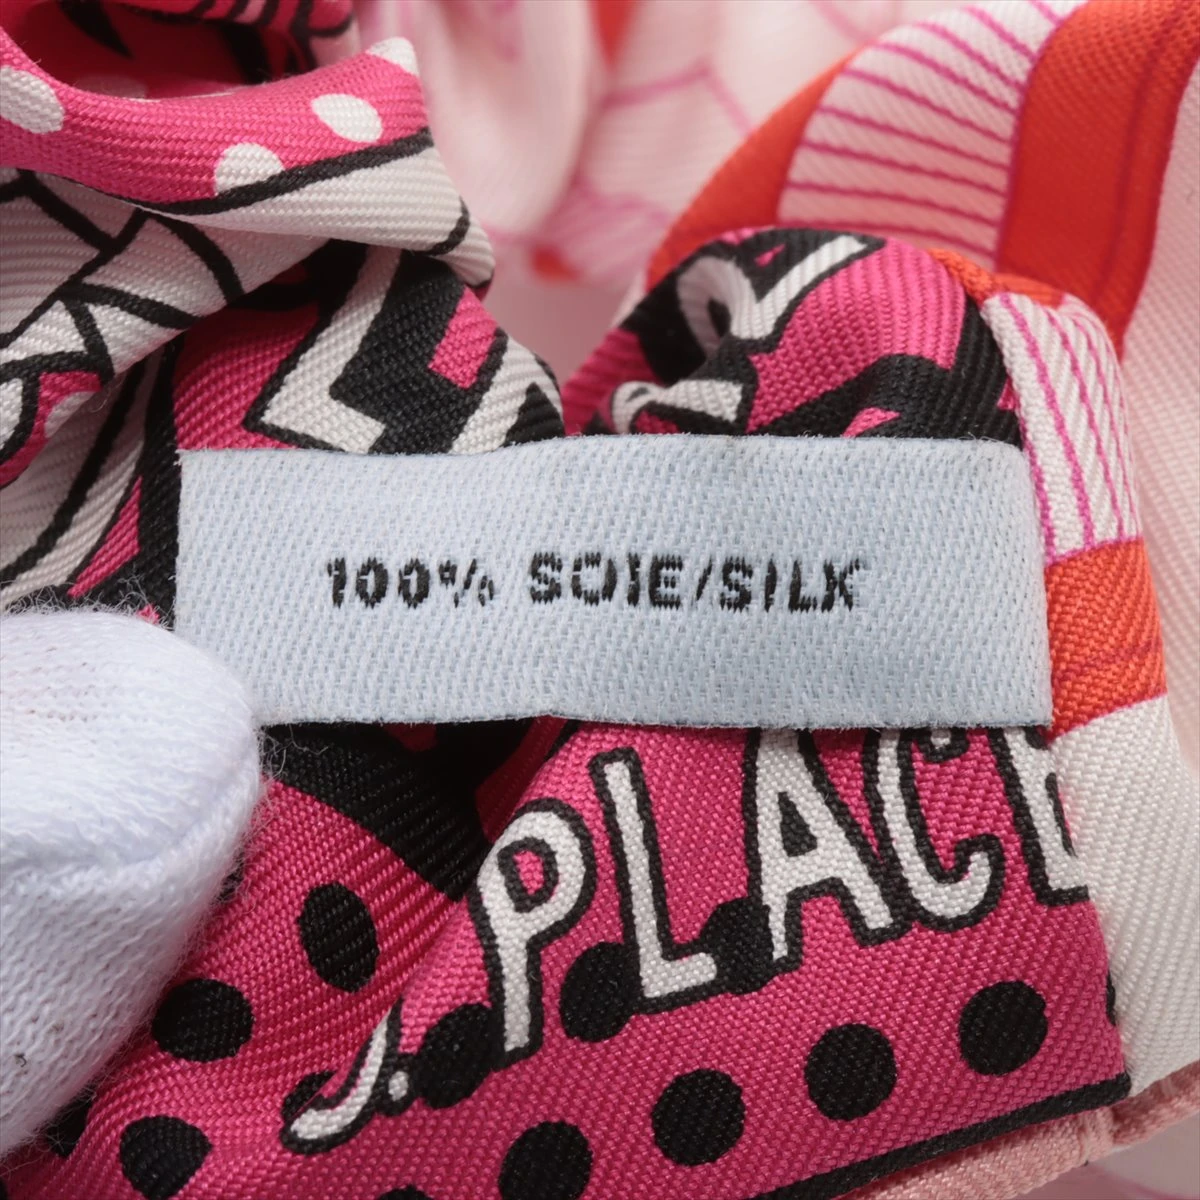 100% SOIE/SILK
J. PLACE